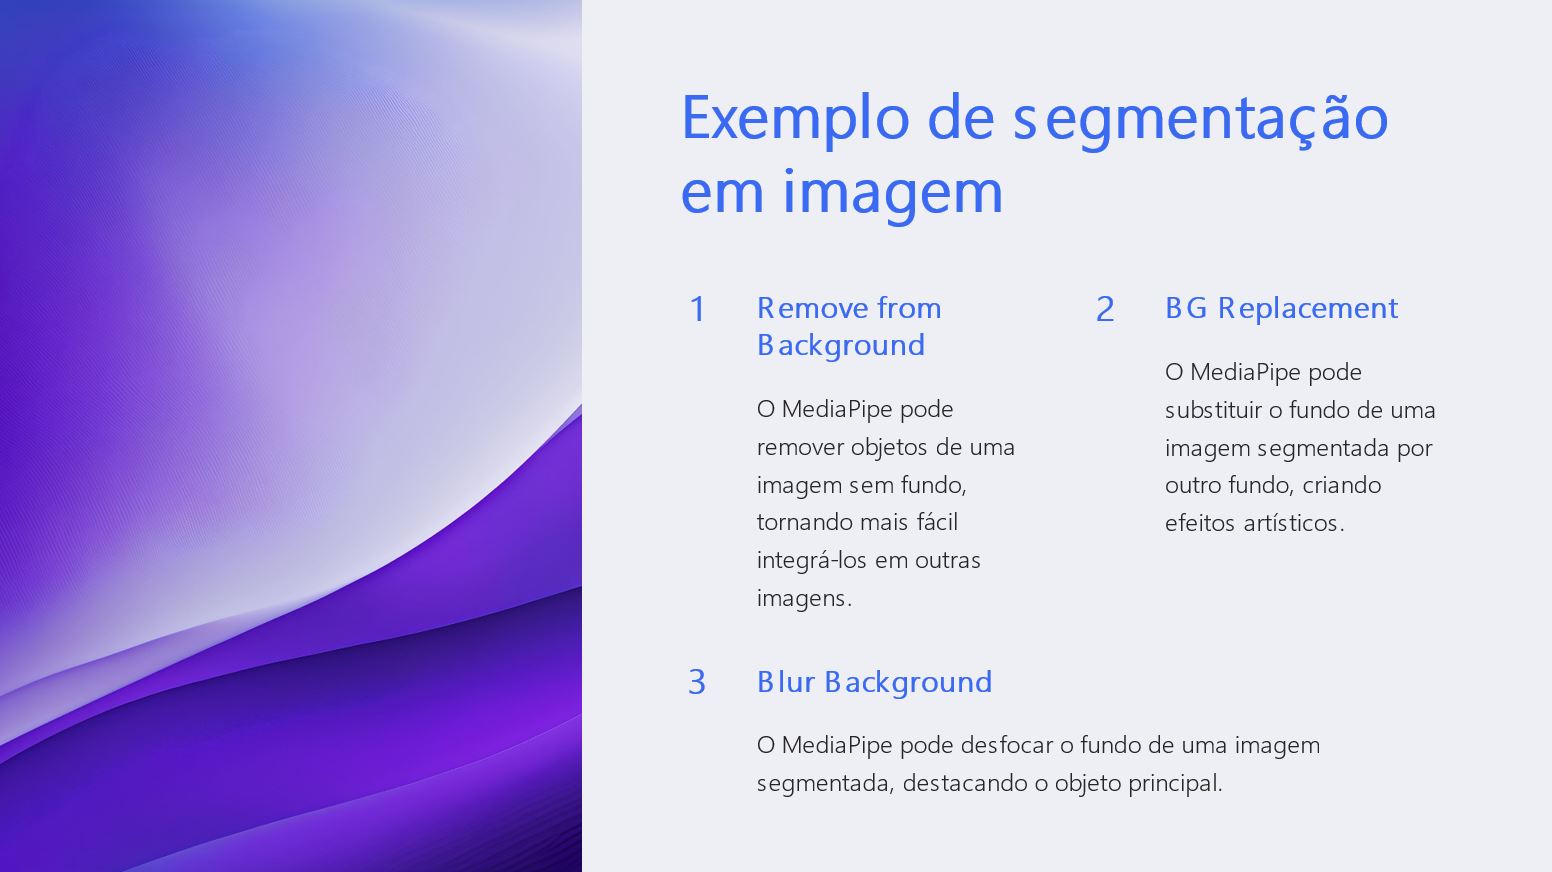 Exemplo de segmentação
em imagem
1
Remove from
Background
O MediaPipe pode
remover objetos de uma
imagem sem fundo,
tornando mais fácil
integrá-los em outras
imagens.
2
BG Replacement
O MediaPipe pode
substituir o fundo de uma
imagem segmentada por
outro fundo, criando
efeitos artísticos.
3
Blur Background
O MediaPipe pode desfocar o fundo de uma imagem
segmentada, destacando o objeto principal.